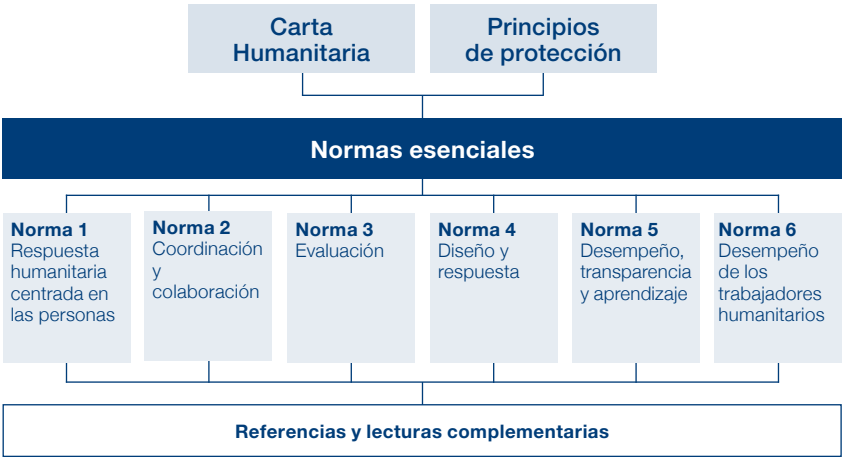 Carta
Humanitaria
Principios
de protección
Normas esenciales
Norma 1
Respuesta
humanitaria
centrada en
las personas
Norma 2
Coordinación
y
colaboración
Norma 3
Evaluación
Norma 4
Diseño y
respuesta
Norma 5
Desempeño,
transparencia
y aprendizaje
Norma 6
Desempeño
de los
trabajadores
humanitarios
Referencias y lecturas complementarias